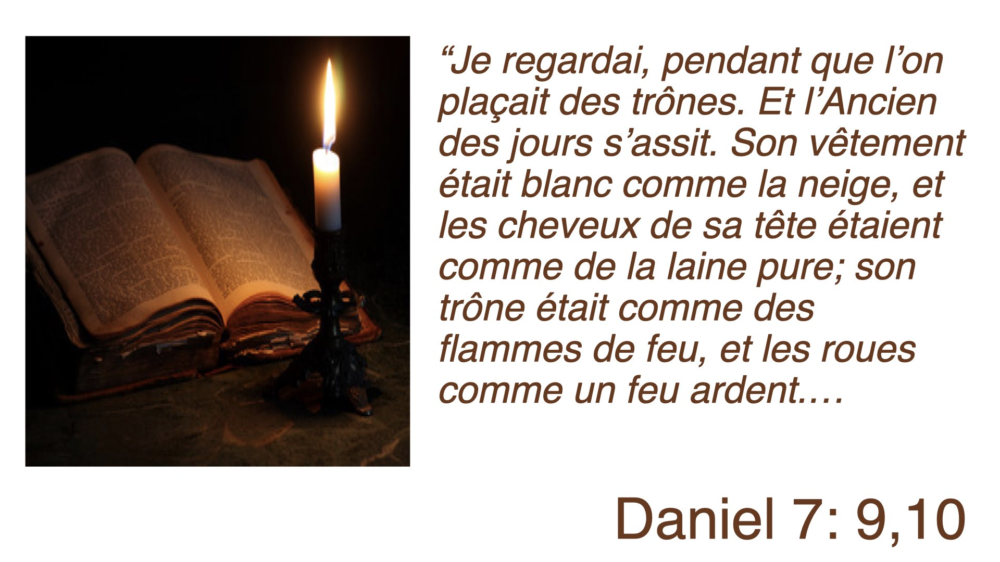 “Je regardai, pendant que l’on
plaçait des trônes. Et l’Ancien
des jours s’assit. Son vêtement
était blanc comme la neige, et
les cheveux de sa tête étaient
comme de la laine pure; son
trône était comme des
flammes de feu, et les roues
comme un feu ardent.…
Daniel 7: 9,10